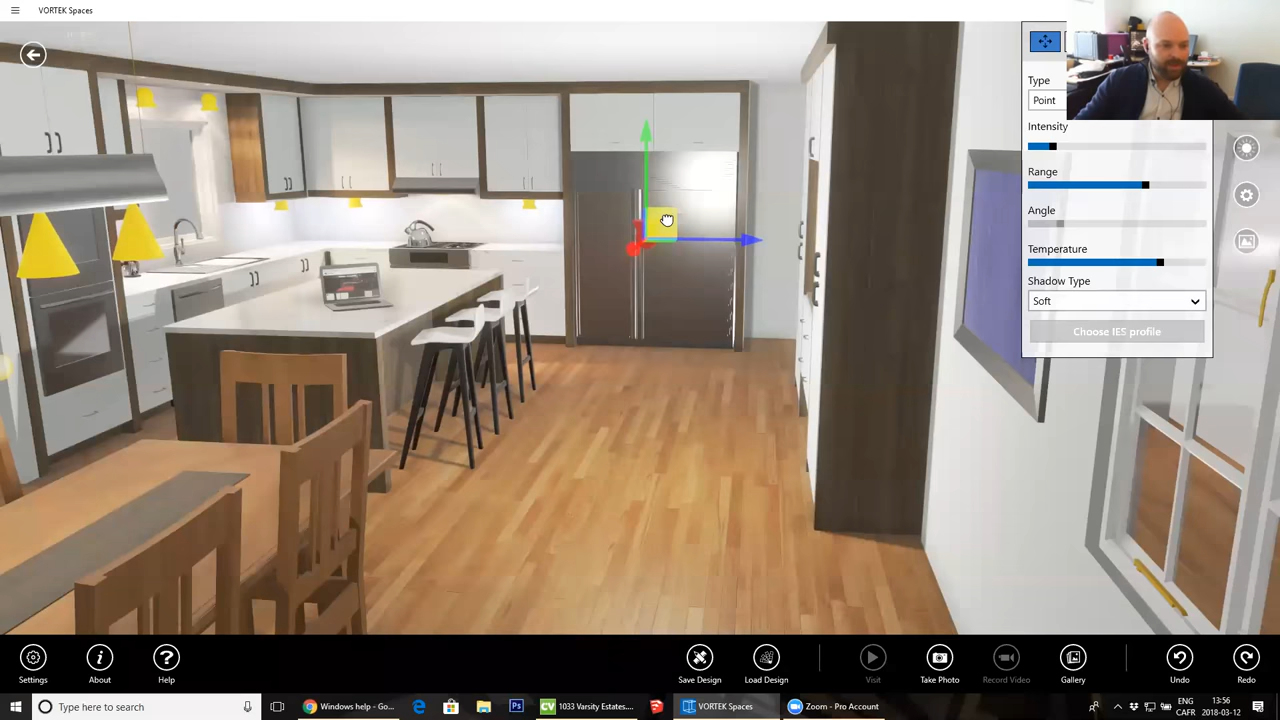 VORTEK Spaces
Type
Point
Intensity
Range
Angle
Temperature
Shadow Type
Soft
Choose IES profile
Settings
About
Help
Save Design
Load Design
Visit
Take Photo
Record Video
Gallery
Undo
Redo
Type here to search
Windows help - Go...
1033 Varsity Estates....
VORTEK Spaces
Zoom - Pro Account
ENG
CAFR
13:56
2018-03-12